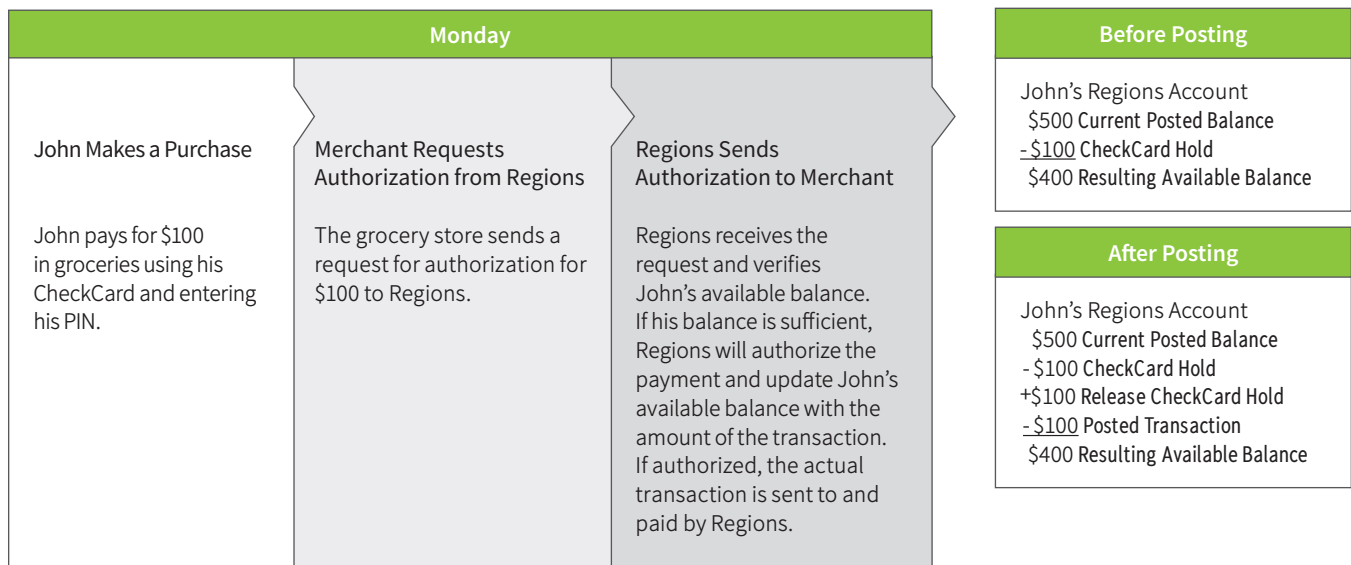 Monday
John Makes a Purchase
John pays for $100
in groceries using his
CheckCard and entering
his PIN.
Merchant Requests
Authorization from Regions
The grocery store sends a
request for authorization for
$100 to Regions.
Regions Sends
Authorization to Merchant
Regions receives the
request and verifies
John’s available balance.
If his balance is sufficient,
Regions will authorize the
payment and update John’s
available balance with the
amount of the transaction.
If authorized, the actual
transaction is sent to and
paid by Regions.
Before Posting
John’s Regions Account
$500 Current Posted Balance
- $100 CheckCard Hold
$400 Resulting Available Balance
After Posting
John’s Regions Account
$500 Current Posted Balance
- $100 CheckCard Hold
+$100 Release CheckCard Hold
- $100 Posted Transaction
$400 Resulting Available Balance